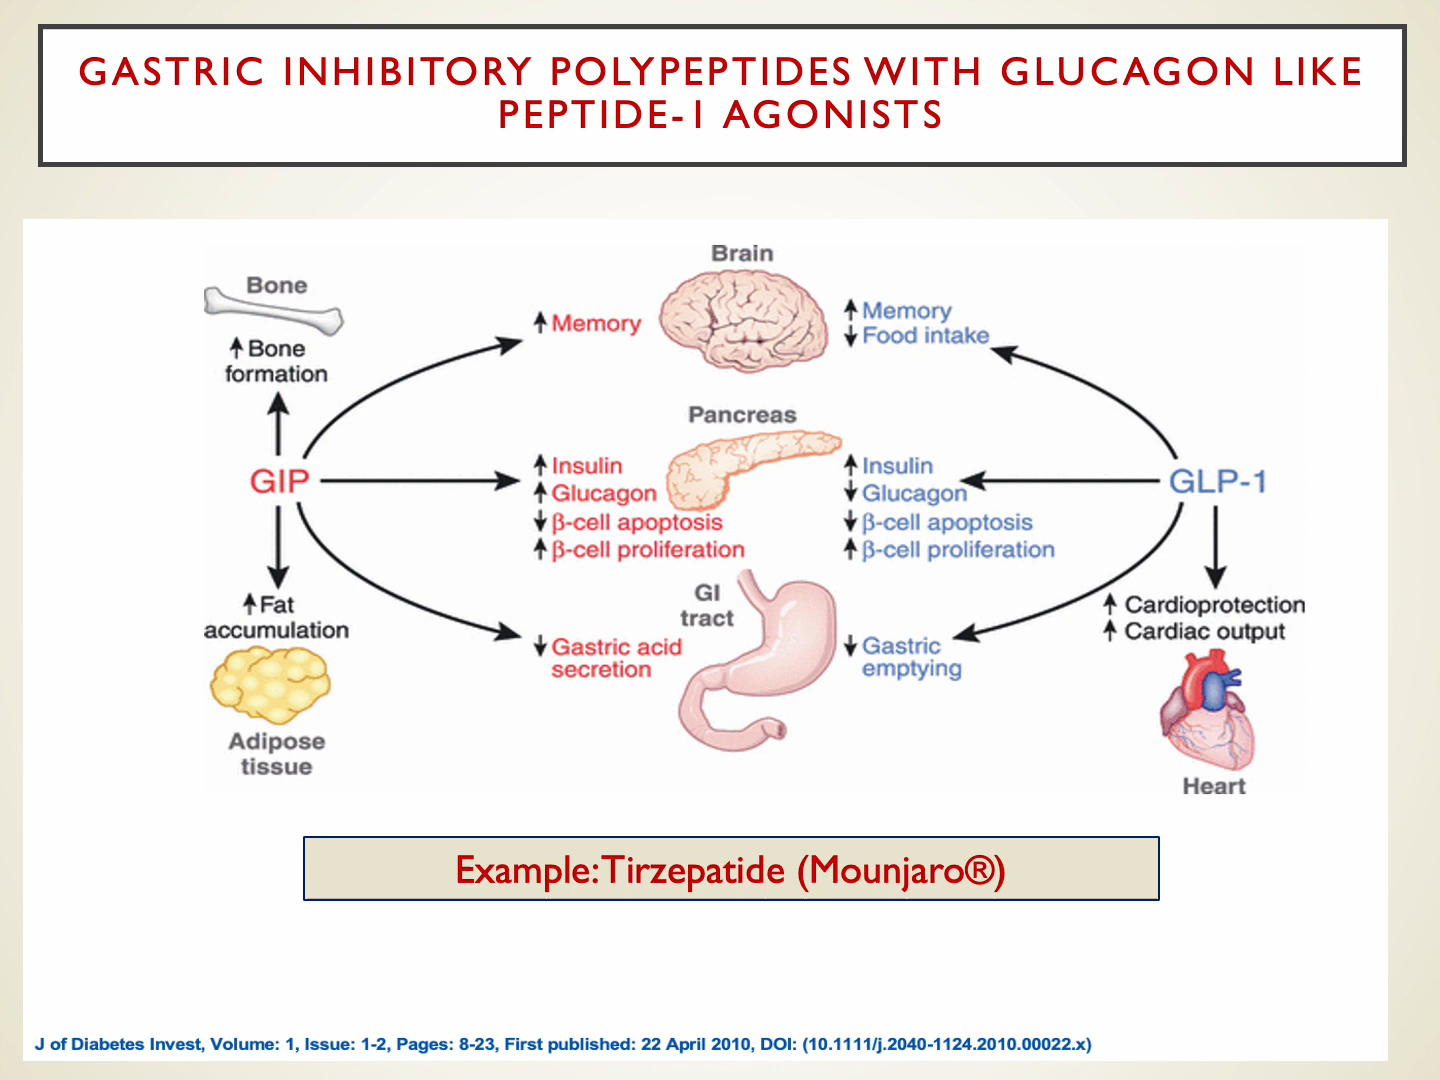 GASTRIC INHIBITORY POLYPEPTIDES WITH GLUCAGON LIKE
PEPTIDE-1 AGONISTS
Brain
Bone
↑ Memory
↑ Memory
↓ Food intake
↑ Bone
formation
Pancreas
GIP
↑ Insulin
↑ Glucagon
↓ β-cell apoptosis
↑ β-cell proliferation
↑ Insulin
↓ Glucagon
↓ β-cell apoptosis
↑ β-cell proliferation
GLP-1
GI
tract
↑ Fat
accumulation
↓ Gastric acid
secretion
↓ Gastric
emptying
↑ Cardioprotection
↑ Cardiac output
Adipose
tissue
Heart
Example: Tirzepatide (Mounjaro®)
J of Diabetes Invest, Volume: 1, Issue: 1-2, Pages: 8-23, First published: 22 April 2010, DOI: (10.1111/j.2040-1124.2010.00022.x)